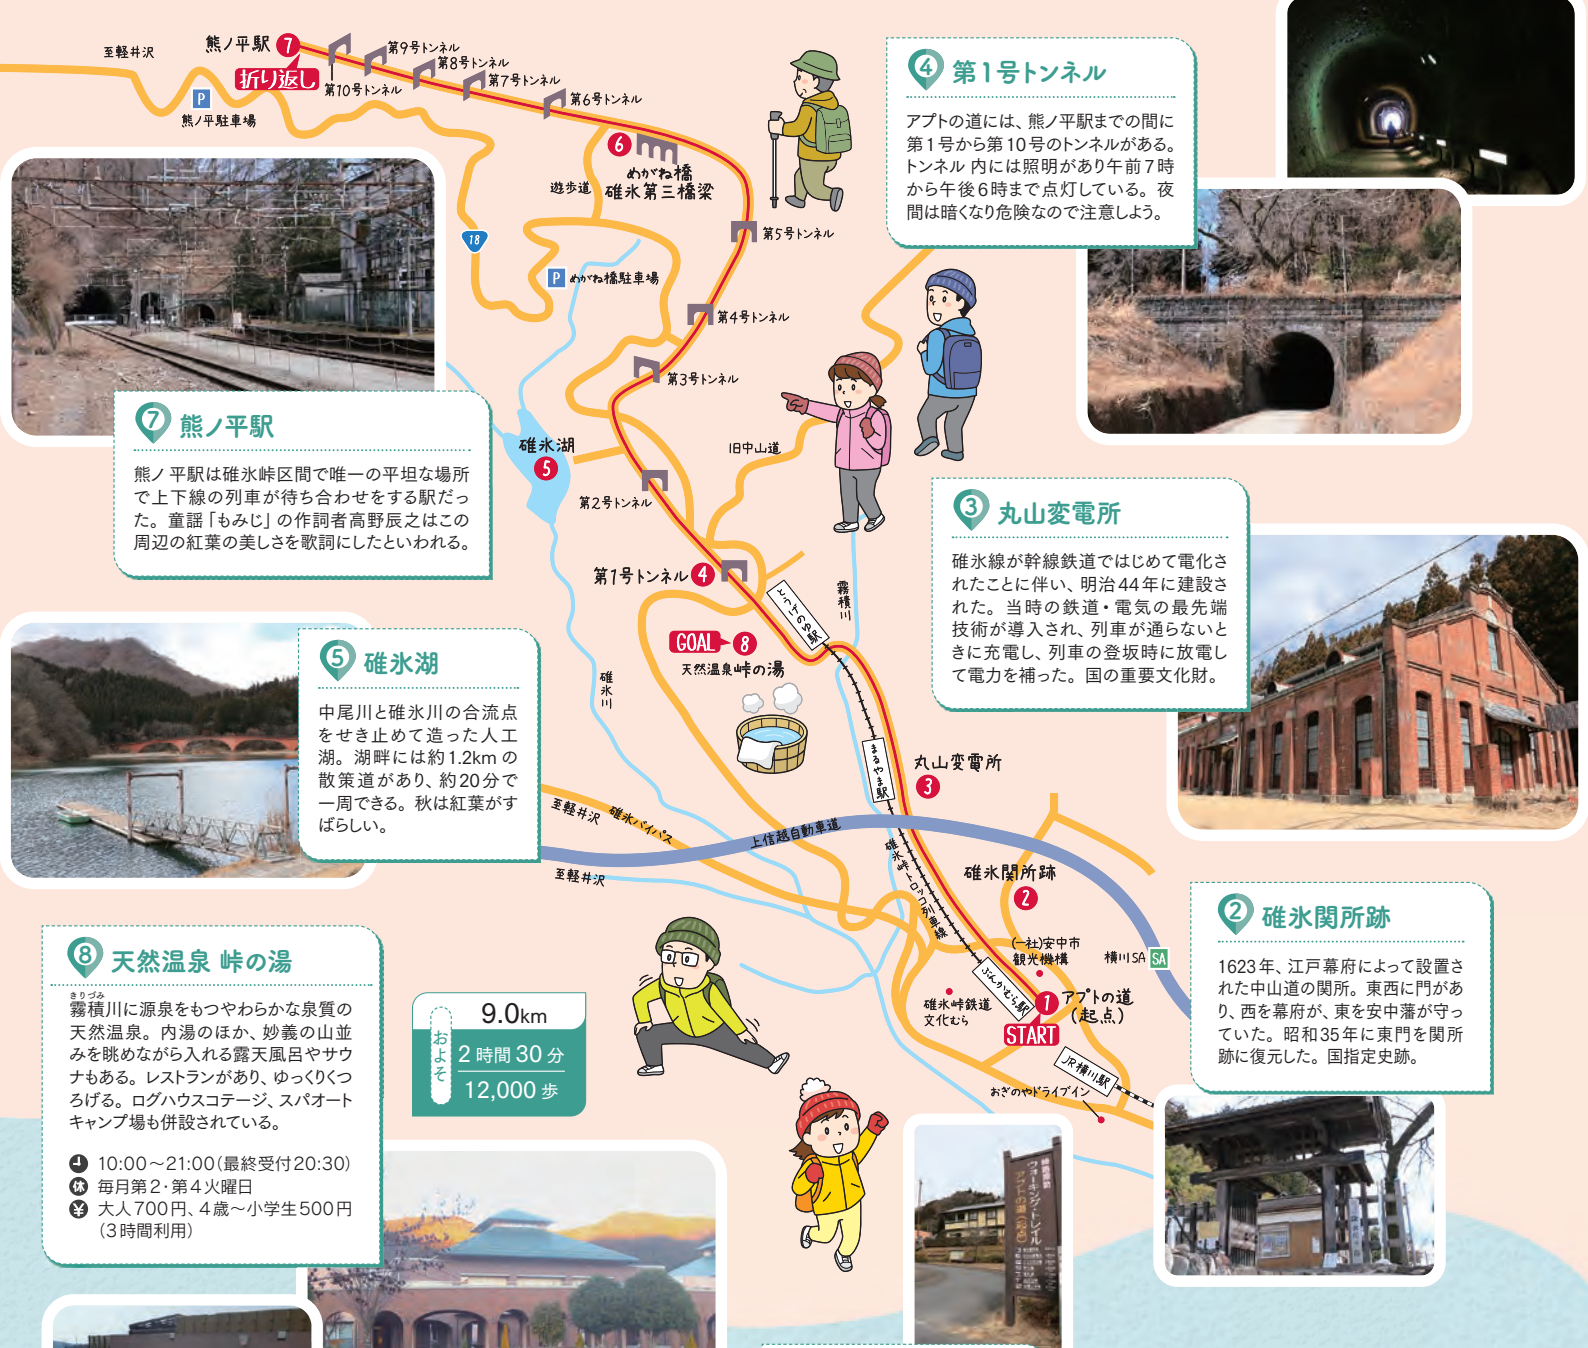 至軽井沢
熊ノ平駅
7
折り返し
P
熊ノ平駐車場
第10号トンネル
第9号トンネル
第8号トンネル
第7号トンネル
第6号トンネル
6
めがね橋
碓氷第三橋梁
遊歩道
18
P
めがね橋駐車場
第5号トンネル
第4号トンネル
第3号トンネル
旧中山道
碓氷湖
5
第2号トンネル
第1号トンネル
4
とうげのゆ駅
霧積川
GOAL
8
天然温泉峠の湯
碓氷川
まるやま駅
丸山変電所
3
至軽井沢
碓氷バイパス
上信越自動車道
至軽井沢
碓氷峠トロッコ列車線
碓氷関所跡
2
(一社)安中市
観光機構
横川SA
SA
ぶんかむら駅
碓氷峠鉄道
文化むら
1
アプトの道
(起点)
START
JR横川駅
おぎのやドライブイン
4 第1号トンネル
アプトの道には、熊ノ平駅までの間に
第1号から第10号のトンネルがある。
トンネル内には照明があり午前7時
から午後6時まで点灯している。夜
間は暗くなり危険なので注意しよう。
7 熊ノ平駅
熊ノ平駅は碓氷峠区間で唯一の平坦な場所
で上下線の列車が待ち合わせをする駅だっ
た。童謡「もみじ」の作詞者高野辰之はこの
周辺の紅葉の美しさを歌詞にしたといわれる。
3 丸山変電所
碓氷線が幹線鉄道ではじめて電化さ
れたことに伴い、明治44年に建設さ
れた。当時の鉄道・電気の最先端
技術が導入され、列車が通らないと
きに充電し、列車の登坂時に放電し
て電力を補った。国の重要文化財。
5 碓氷湖
中尾川と碓氷川の合流点
をせき止めて造った人工
湖。湖畔には約1.2kmの
散策道があり、約20分で
一周できる。秋は紅葉がす
ばらしい。
2 碓氷関所跡
1623年、江戸幕府によって設置さ
れた中山道の関所。東西に門があ
り、西を幕府が、東を安中藩が守っ
ていた。昭和35年に東門を関所
跡に復元した。国指定史跡。
8 天然温泉 峠の湯
きりづみ
霧積川に源泉をもつやわらかな泉質の
天然温泉。内湯のほか、妙義の山並
みを眺めながら入れる露天風呂やサウ
ナもある。レストランがあり、ゆっくりくつ
ろげる。ログハウスコテージ、スパオート
キャンプ場も併設されている。
10:00～21:00(最終受付20:30)
休 毎月第2・第4火曜日
¥ 大人700円、4歳～小学生500円
(3時間利用)
9.0km
およそ
2時間30分
12,000歩
ウォーキング・トレイル
アプトの道(起点)